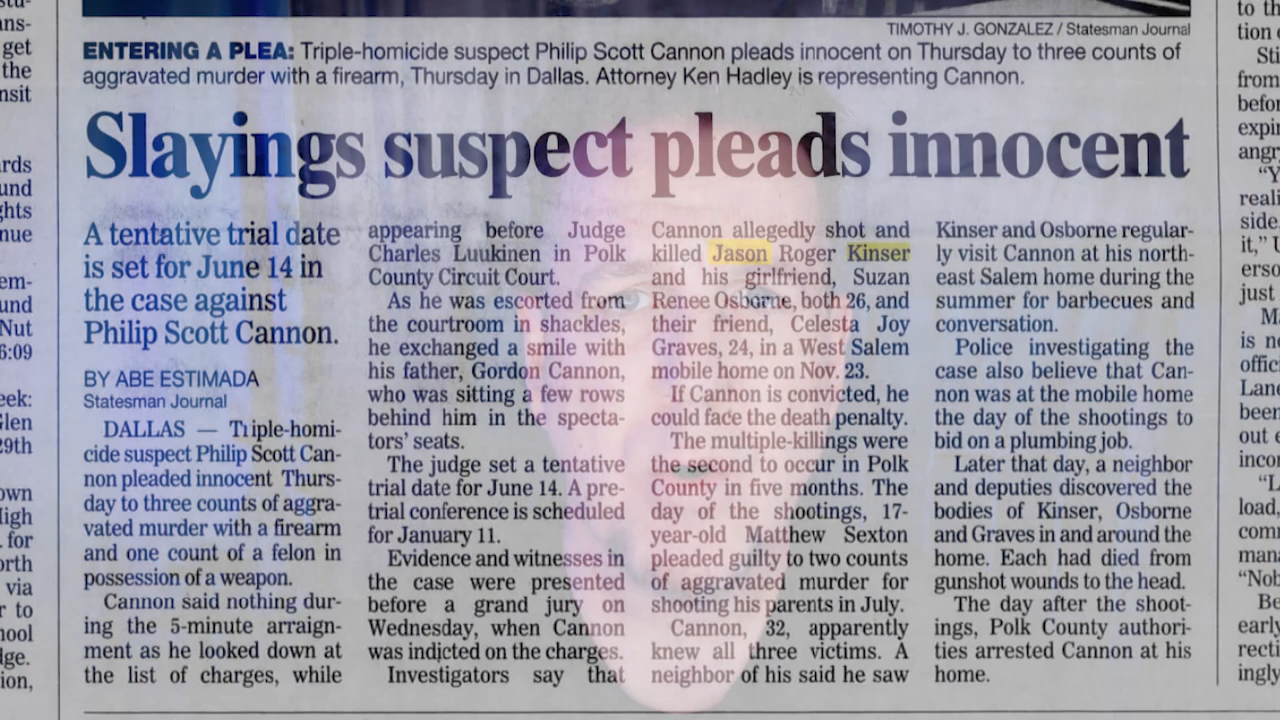 TIMOTHY J. GONZALEZ / Statesman Journal
ENTERING A PLEA: Triple-homicide suspect Philip Scott Cannon pleads innocent on Thursday to three counts of
aggravated murder with a firearm, Thursday in Dallas. Attorney Ken Hadley is representing Cannon.
Slayings suspect pleads innocent
A tentative trial date
is set for June 14 in
the case against
Philip Scott Cannon.
BY ABE ESTIMADA
Statesman Journal
DALLAS — Triple-homi-
cide suspect Philip Scott Can-
non pleaded innocent Thurs-
day to three counts of aggra-
vated murder with a firearm
and one count of a felon in
possession of a weapon.
Cannon said nothing dur-
ing the 5-minute arraign-
ment as he looked down at
the list of charges, while
appearing before Judge
Charles Luukinen in Polk
County Circuit Court.
As he was escorted from
the courtroom in shackles,
he exchanged a smile with
his father, Gordon Cannon,
who was sitting a few rows
behind him in the specta-
tors' seats.
The judge set a tentative
trial date for June 14. A pre-
trial conference is scheduled
for January 11.
Evidence and witnesses in
the case were presented
before a grand jury on
Wednesday, when Cannon
was indicted on the charges.
Investigators say that
Cannon allegedly shot and
killed Jason Roger Kinser
and his girlfriend, Suzan
Renee Osborne, both 26, and
their friend, Celesta Joy
Graves, 24, in a West Salem
mobile home on Nov. 23.
If Cannon is convicted, he
could face the death penalty.
The multiple-killings were
the second to occur in Polk
County in five months. The
day of the shootings, 17-
year-old Matthew Sexton
pleaded guilty to two counts
of aggravated murder for
shooting his parents in July.
Cannon, 32, apparently
knew all three victims. A
neighbor of his said he saw
Kinser and Osborne regular-
ly visit Cannon at his north-
east Salem home during the
summer for barbecues and
conversation.
Police investigating the
case also believe that Can-
non was at the mobile home
the day of the shootings to
bid on a plumbing job.
Later that day, a neighbor
and deputies discovered the
bodies of Kinser, Osborne
and Graves in and around the
home. Each had died from
gunshot wounds to the head.
The day after the shoot-
ings, Polk County authori-
ties arrested Cannon at his
home.